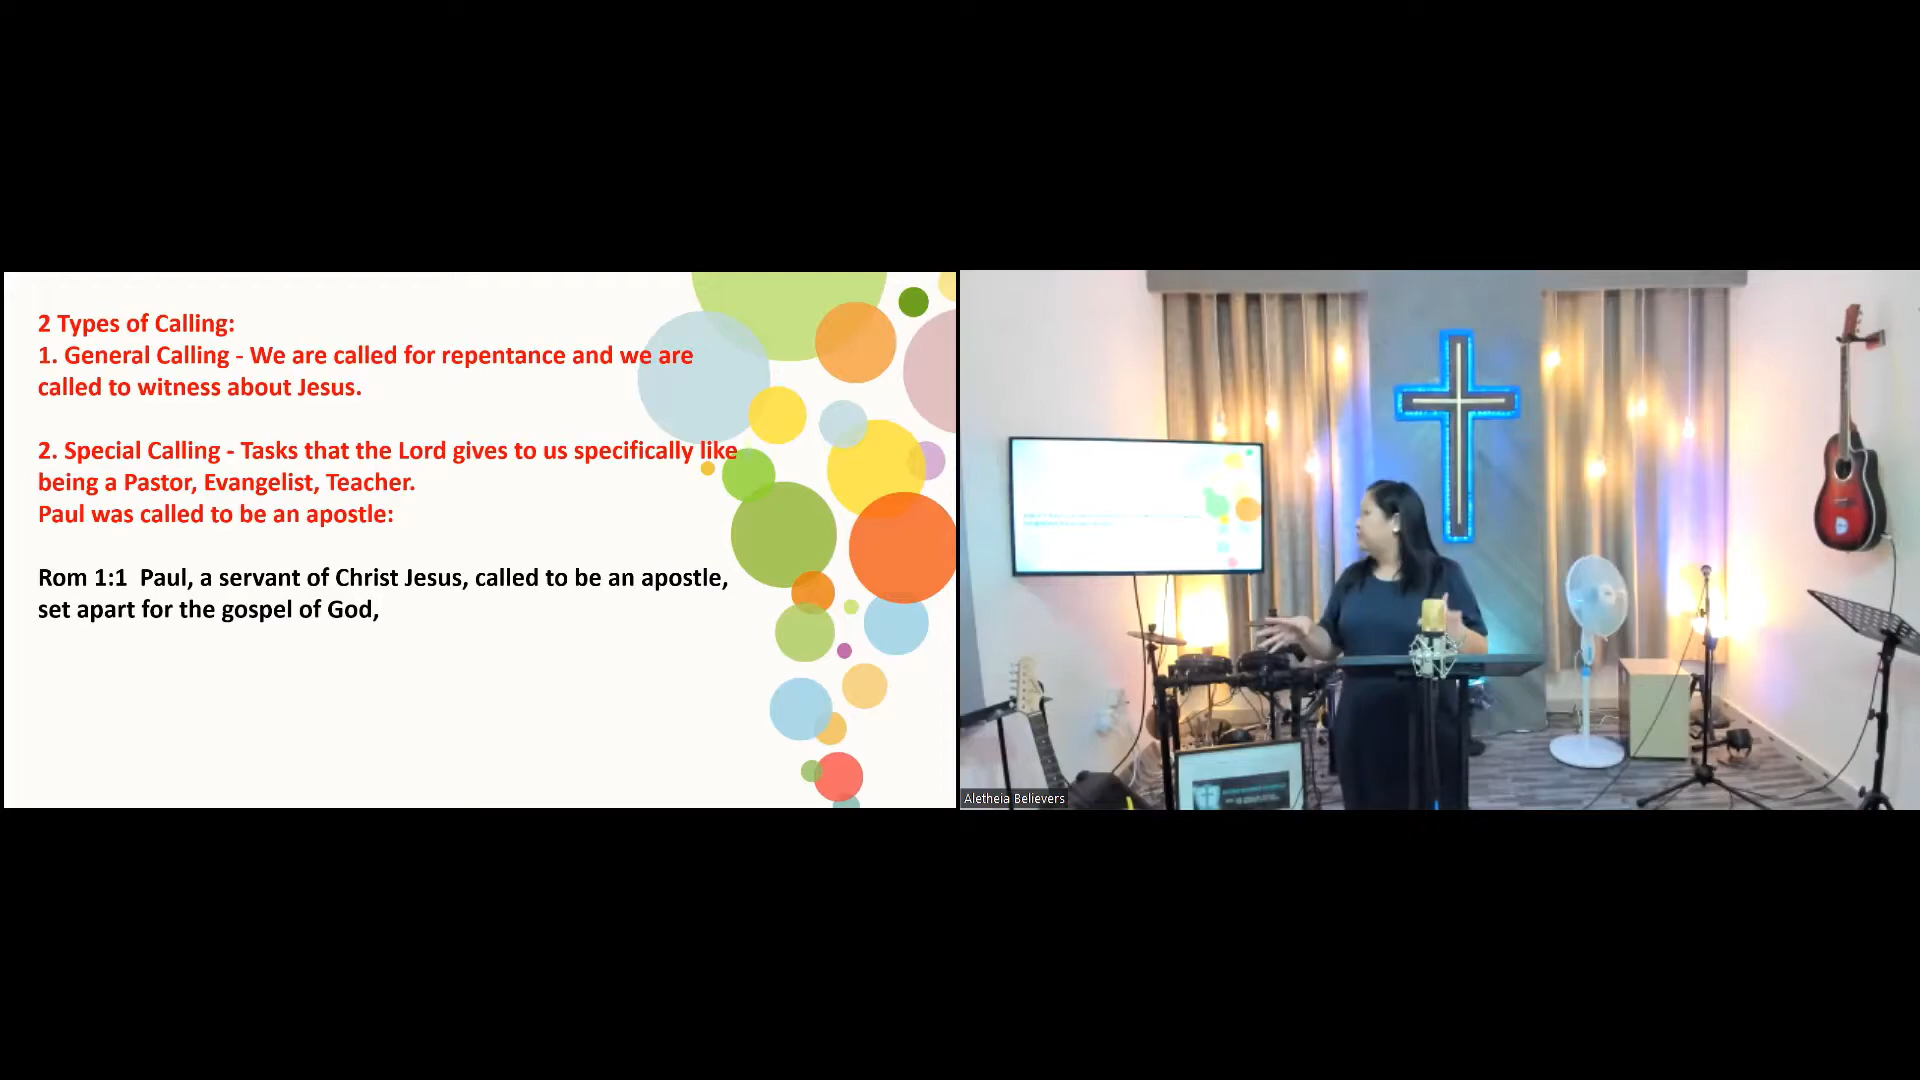 2 Types of Calling:
1. General Calling - We are called for repentance and we are
called to witness about Jesus.
2. Special Calling - Tasks that the Lord gives to us specifically like
being a Pastor, Evangelist, Teacher.
Paul was called to be an apostle:
Rom 1:1  Paul, a servant of Christ Jesus, called to be an apostle,
set apart for the gospel of God,
Aletheia Believers